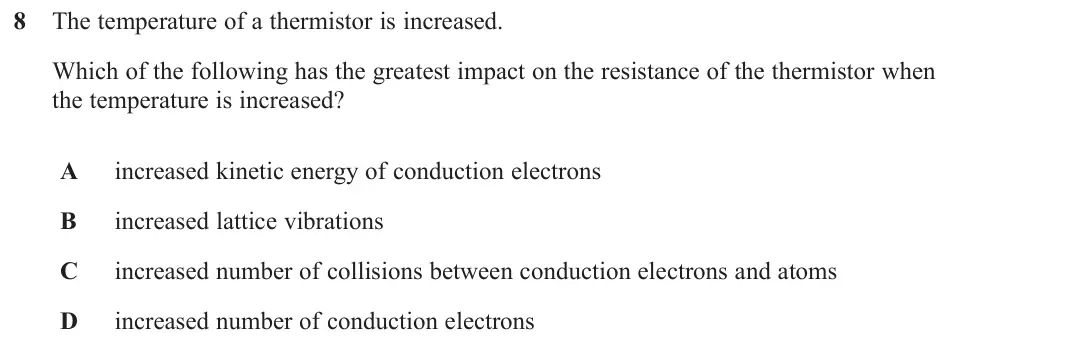 8 The temperature of a thermistor is increased.
Which of the following has the greatest impact on the resistance of the thermistor when
the temperature is increased?
A increased kinetic energy of conduction electrons
B increased lattice vibrations
C increased number of collisions between conduction electrons and atoms
D increased number of conduction electrons